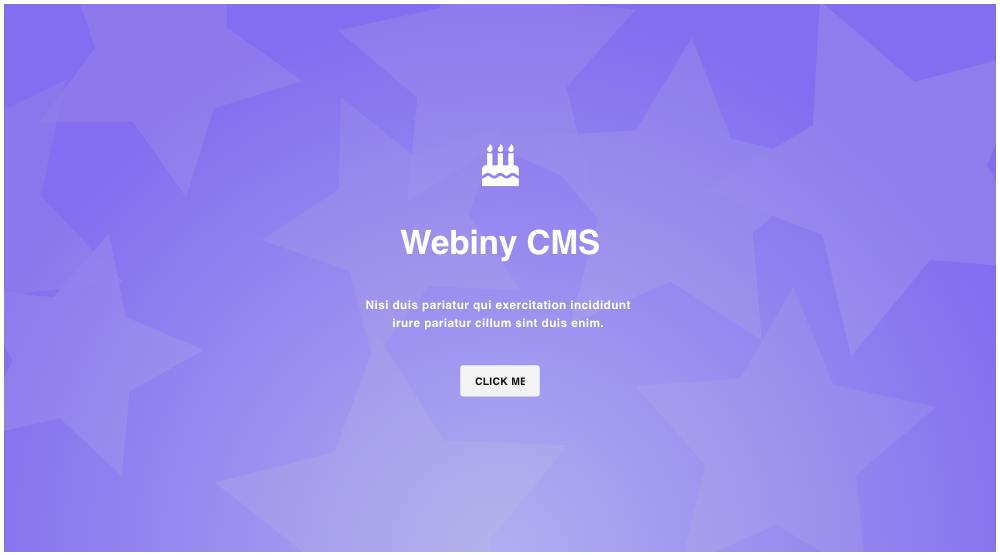 Webiny CMS
Nisi duis pariatur qui exercitation incididunt
irure pariatur cillum sint duis enim.
CLICK ME